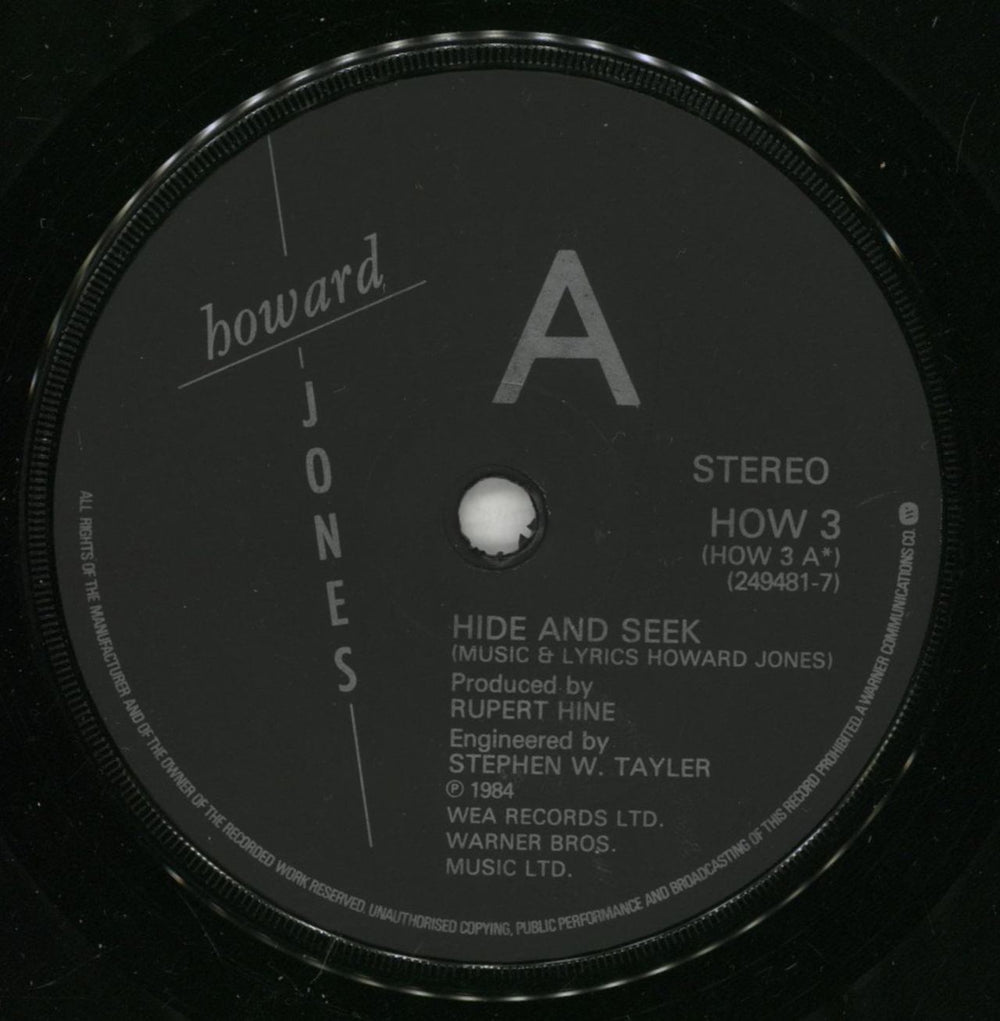 howard
JONES
A
STEREO
HOW 3
(HOW 3 A*)
(249481-7)
HIDE AND SEEK
(MUSIC & LYRICS HOWARD JONES)
Produced by
RUPERT HINE
Engineered by
STEPHEN W. TAYLER
℗ 1984
WEA RECORDS LTD.
WARNER BROS.
MUSIC LTD.
ALL RIGHTS OF THE MANUFACTURER AND OF THE OWNER OF THE RECORDED WORK RESERVED. UNAUTHORISED COPYING, PUBLIC PERFORMANCE AND BROADCASTING OF THIS RECORD PROHIBITED. A WARNER COMMUNICATIONS CO.